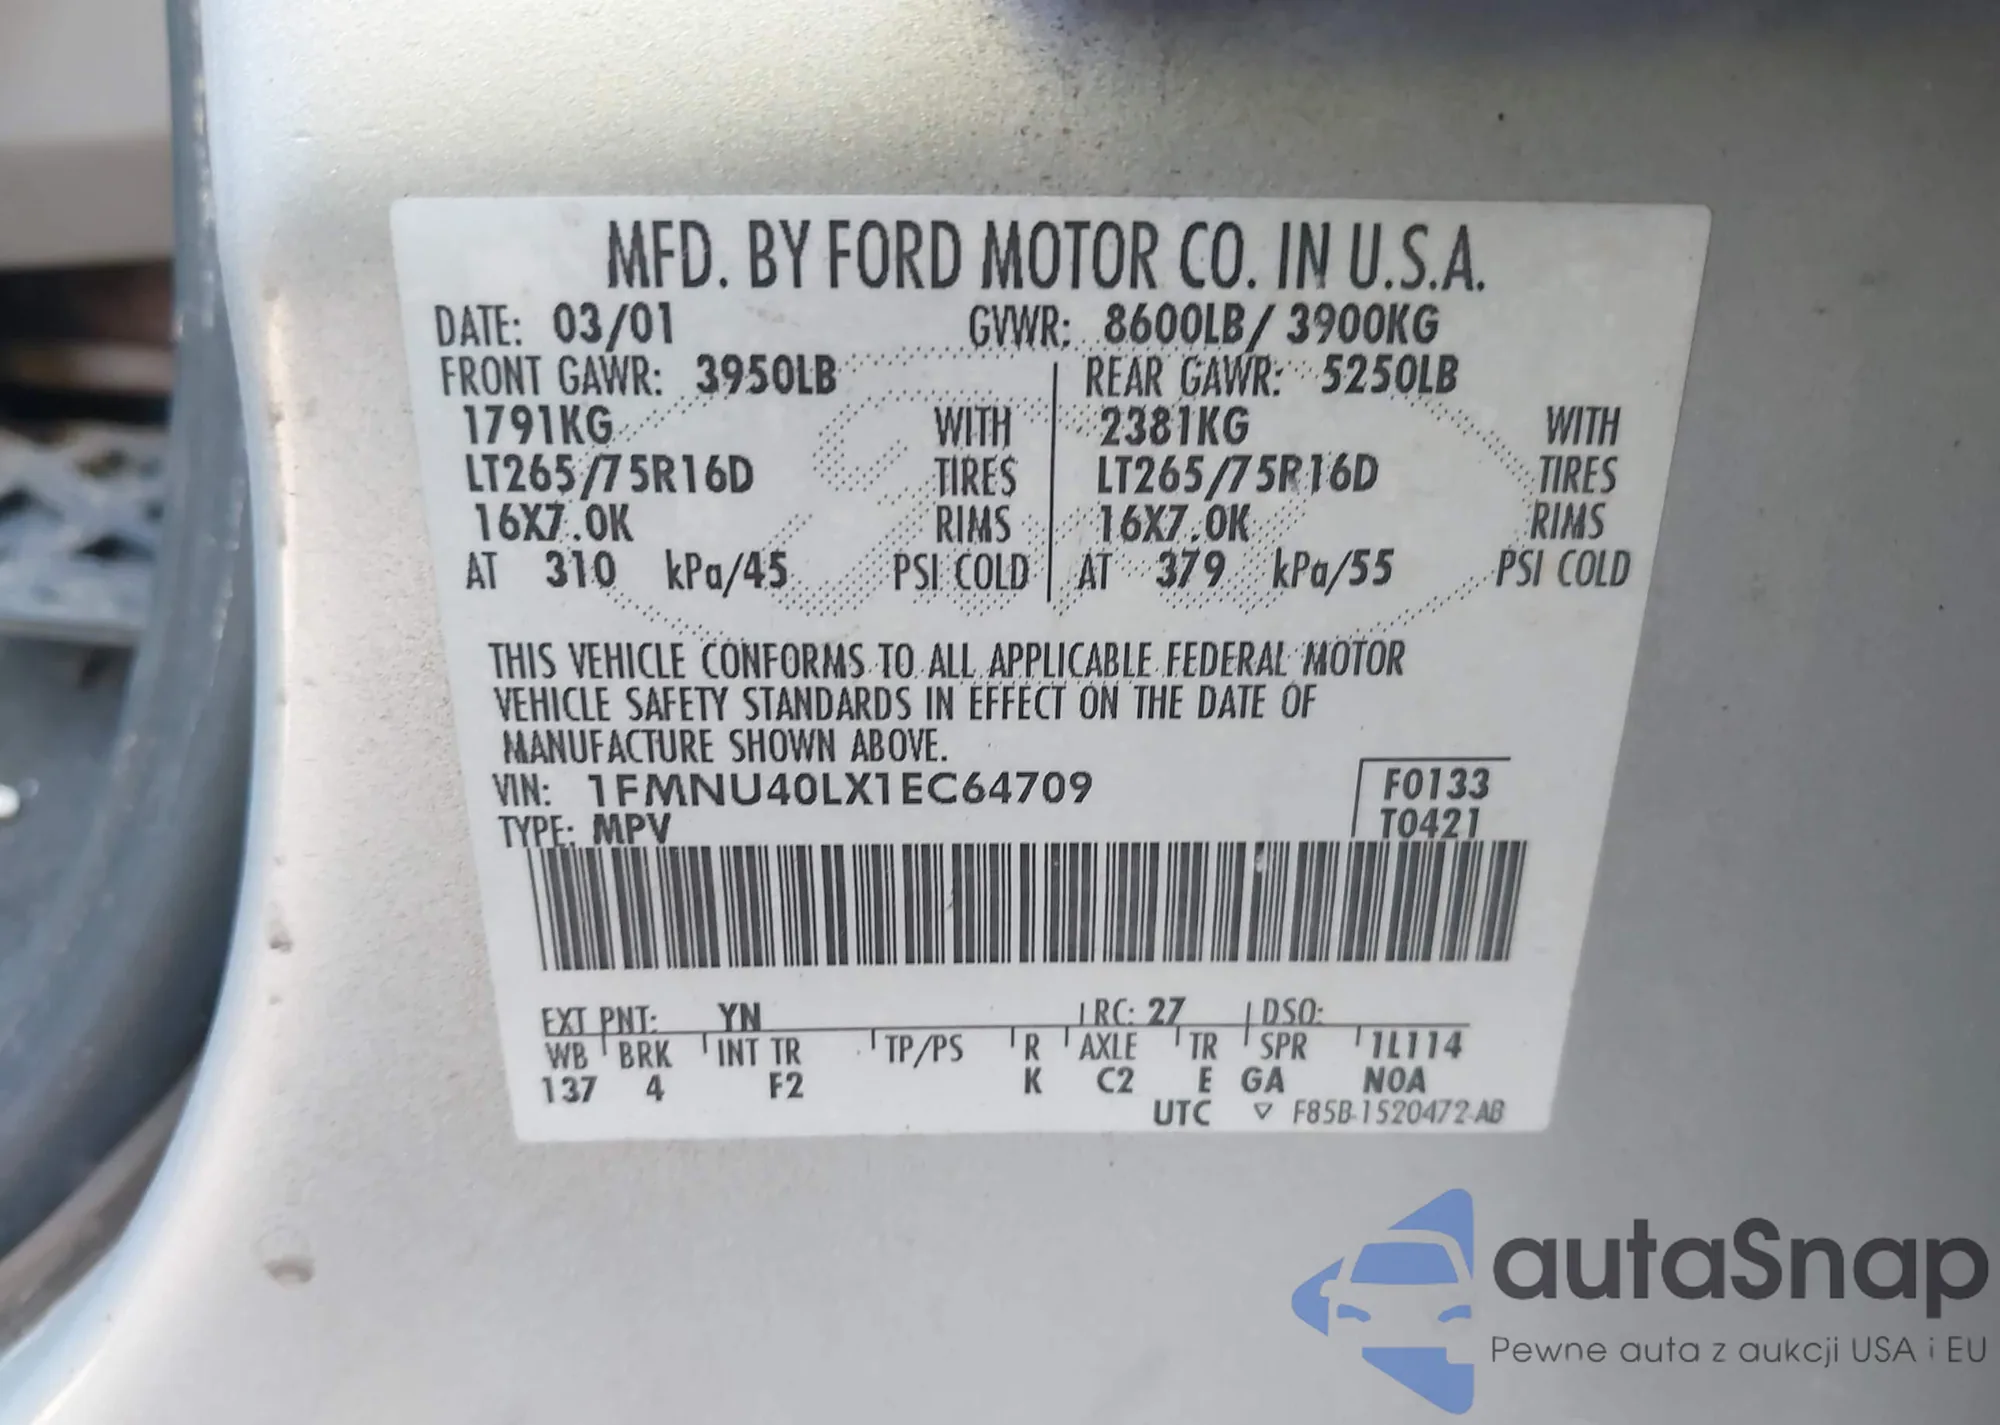 MFD. BY FORD MOTOR CO. IN U.S.A.
DATE: 03/01 GVWR: 8600LB/ 3900KG
FRONT GAWR: 3950LB REAR GAWR: 5250LB
1791KG WITH 2381KG WITH
LT265/75R16D TIRES LT265/75R16D TIRES
16X7.0K RIMS 16X7.0K RIMS
AT 310 kPa/45 PSI COLD AT 379 kPa/55 PSI COLD
THIS VEHICLE CONFORMS TO ALL APPLICABLE FEDERAL MOTOR
VEHICLE SAFETY STANDARDS IN EFFECT ON THE DATE OF
MANUFACTURE SHOWN ABOVE.
VIN: 1FMNU40LX1EC64709 F0133
TYPE: MPV T0421
EXT PNT: YN RC: 27 DSO:
WB BRK INT TR TP/PS R AXLE TR SPR 1L114
137 4 F2 K C2 E GA N0A
UTC ▽ F85B-1520472-AB
autaSnap
Pewne auta z aukcji USA i EU